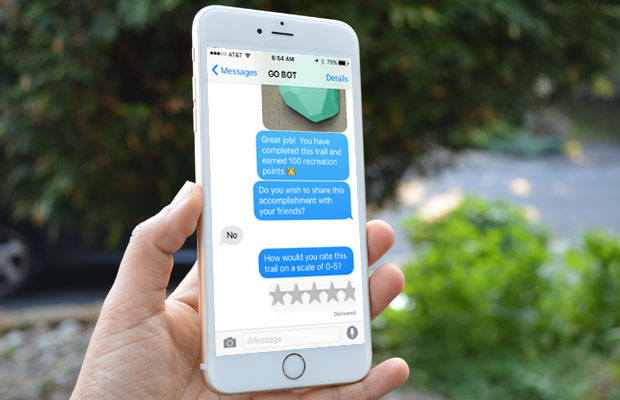 AT&T 6:54 AM 76%
Messages GO BOT Details
Great job! You have
completed this trail and
earned 100 recreation
points.
Do you wish to share this
accomplishment with
your friends?
No
How would you rate this
trail on a scale of 0-5?
Delivered
iMessage